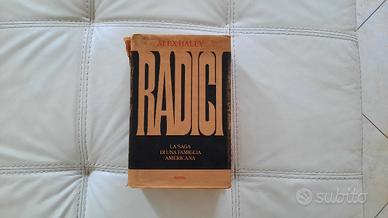 ALEX HALEY
RADICI
LA SAGA
DI UNA FAMIGLIA
AMERICANA
subito